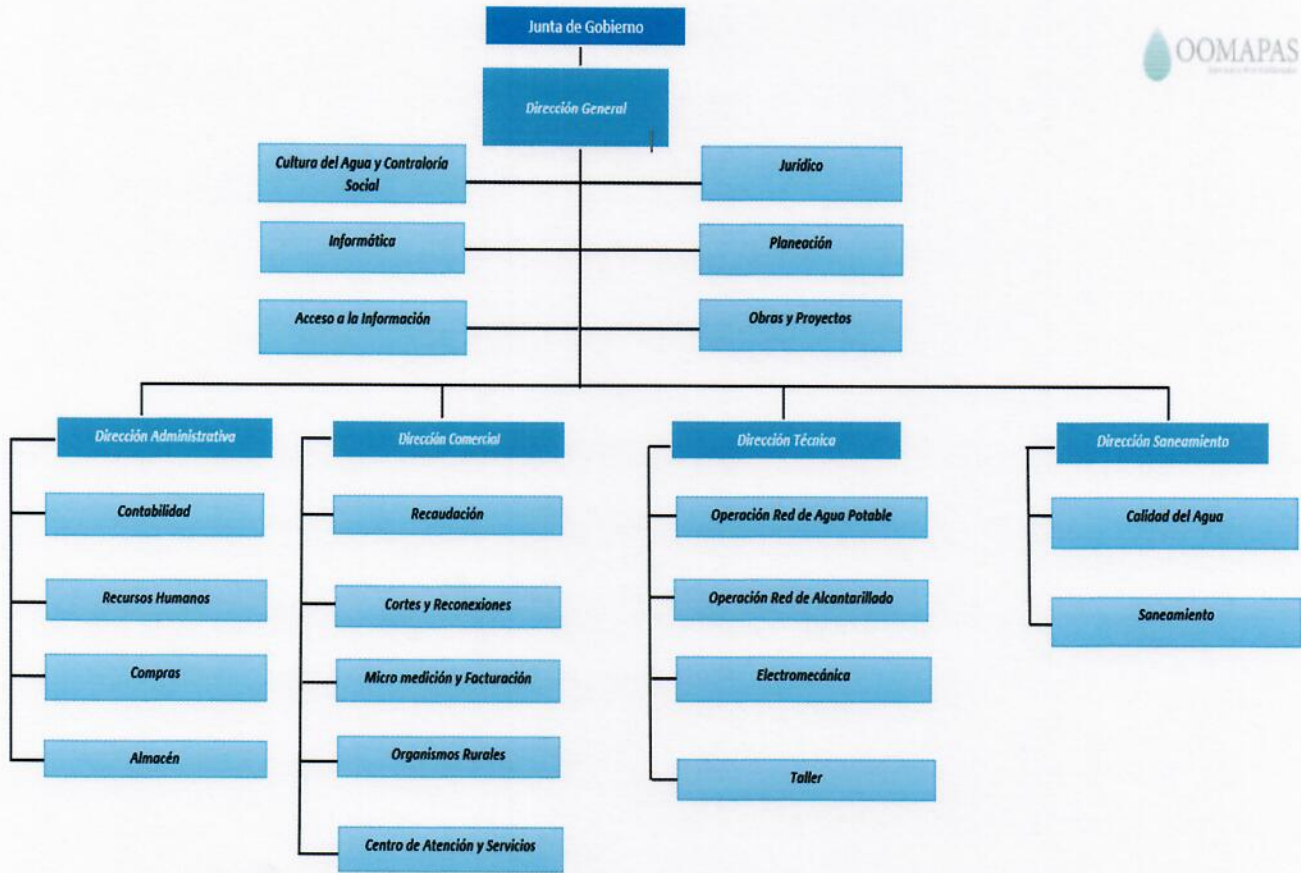 Junta de Gobierno
OOMAPAS
Dirección General
Cultura del Agua y Contraloría
Social
Jurídico
Informática
Planeación
Acceso a la Información
Obras y Proyectos
Dirección Administrativa
Contabilidad
Recursos Humanos
Compras
Almacén
Dirección Comercial
Recaudación
Cortes y Reconexiones
Micro medición y Facturación
Organismos Rurales
Centro de Atención y Servicios
Dirección Técnica
Operación Red de Agua Potable
Operación Red de Alcantarillado
Electromecánica
Taller
Dirección Saneamiento
Calidad del Agua
Saneamiento